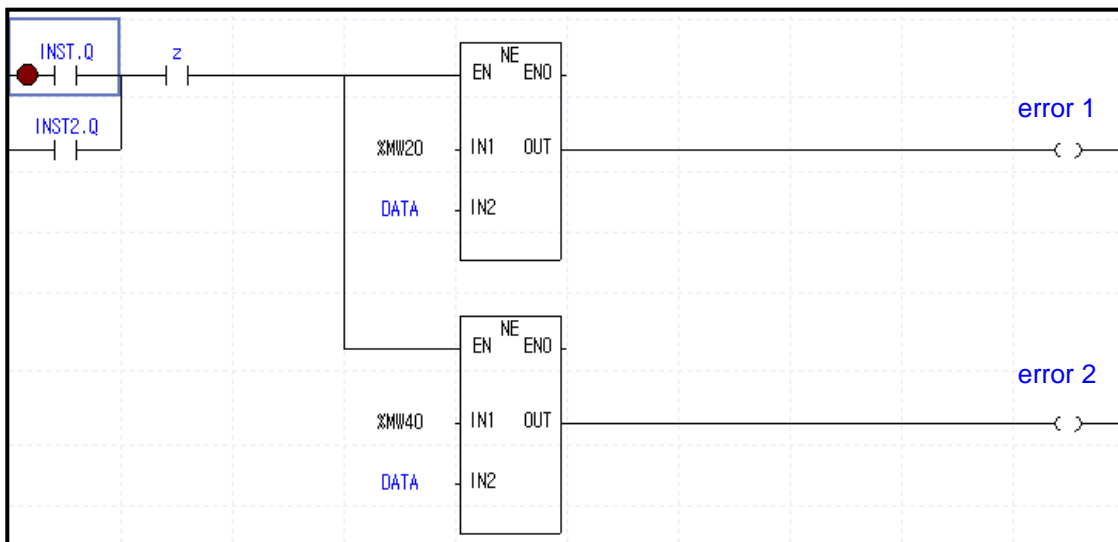 INST.Q z
NE
EN ENO
error 1
INST2.Q
%MW20 IN1 OUT
DATA IN2
NE
EN ENO
error 2
%MW40 IN1 OUT
DATA IN2